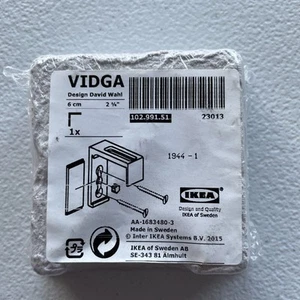 VIDGA
Design David Wahl
6 cm 2 ⅜"
102.991.51 23013
1x
1944 - 1
IKEA
Design and Quality
IKEA of Sweden
AA-1683480-3
Made in Sweden
© Inter IKEA Systems B.V. 2015
IKEA of Sweden AB
SE-343 81 Älmhult